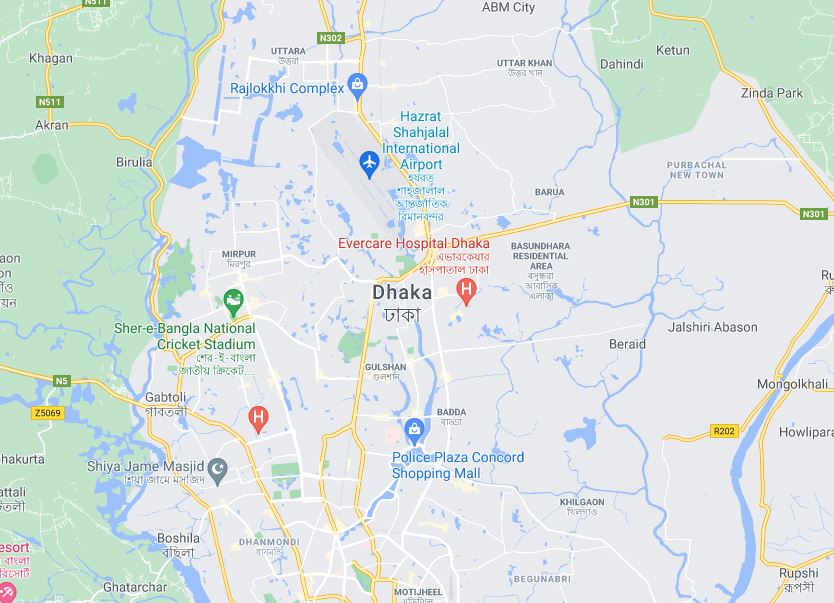 N511
ABM City
N302
UTTARA
উত্তরা
Khagan
Ketun
Dahindi
UTTAR KHAN
উত্তর খান
Rajlokkhi Complex
Zinda Park
N511
Akran
Hazrat
Shahjalal
International
Airport
হযরত
শাহজালাল
আন্তর্জাতিক
বিমানবন্দর
Birulia
PURBACHAL
NEW TOWN
BARUA
N301
N301
Evercare Hospital Dhaka
এভারকেয়ার
হাসপাতাল ঢাকা
BASUNDHARA
RESIDENTIAL
AREA
বসুন্ধরা
আবাসিক
এলাকা
MIRPUR
মিরপুর
Dhaka
ঢাকা
Sher-e-Bangla National
Cricket Stadium
শের-ই-বাংলা
জাতীয় ক্রিকেট...
Jalshiri Abason
Beraid
GULSHAN
গুলশান
N5
Z5069
Gabtoli
গাবতলী
Mongolkhali
BADDA
বাড্ডা
R202
Howlipara
Police Plaza Concord
Shopping Mall
Shiya Jame Masjid
শিয়া জামে মসজিদ
KHILGAON
খিলগাঁও
Boshila
বছিলা
DHANMONDI
ধানমন্ডি
BEGUNABRI
Rupshi
রূপসী
Ghatarchar
MOTIJHEEL
মতিঝিল